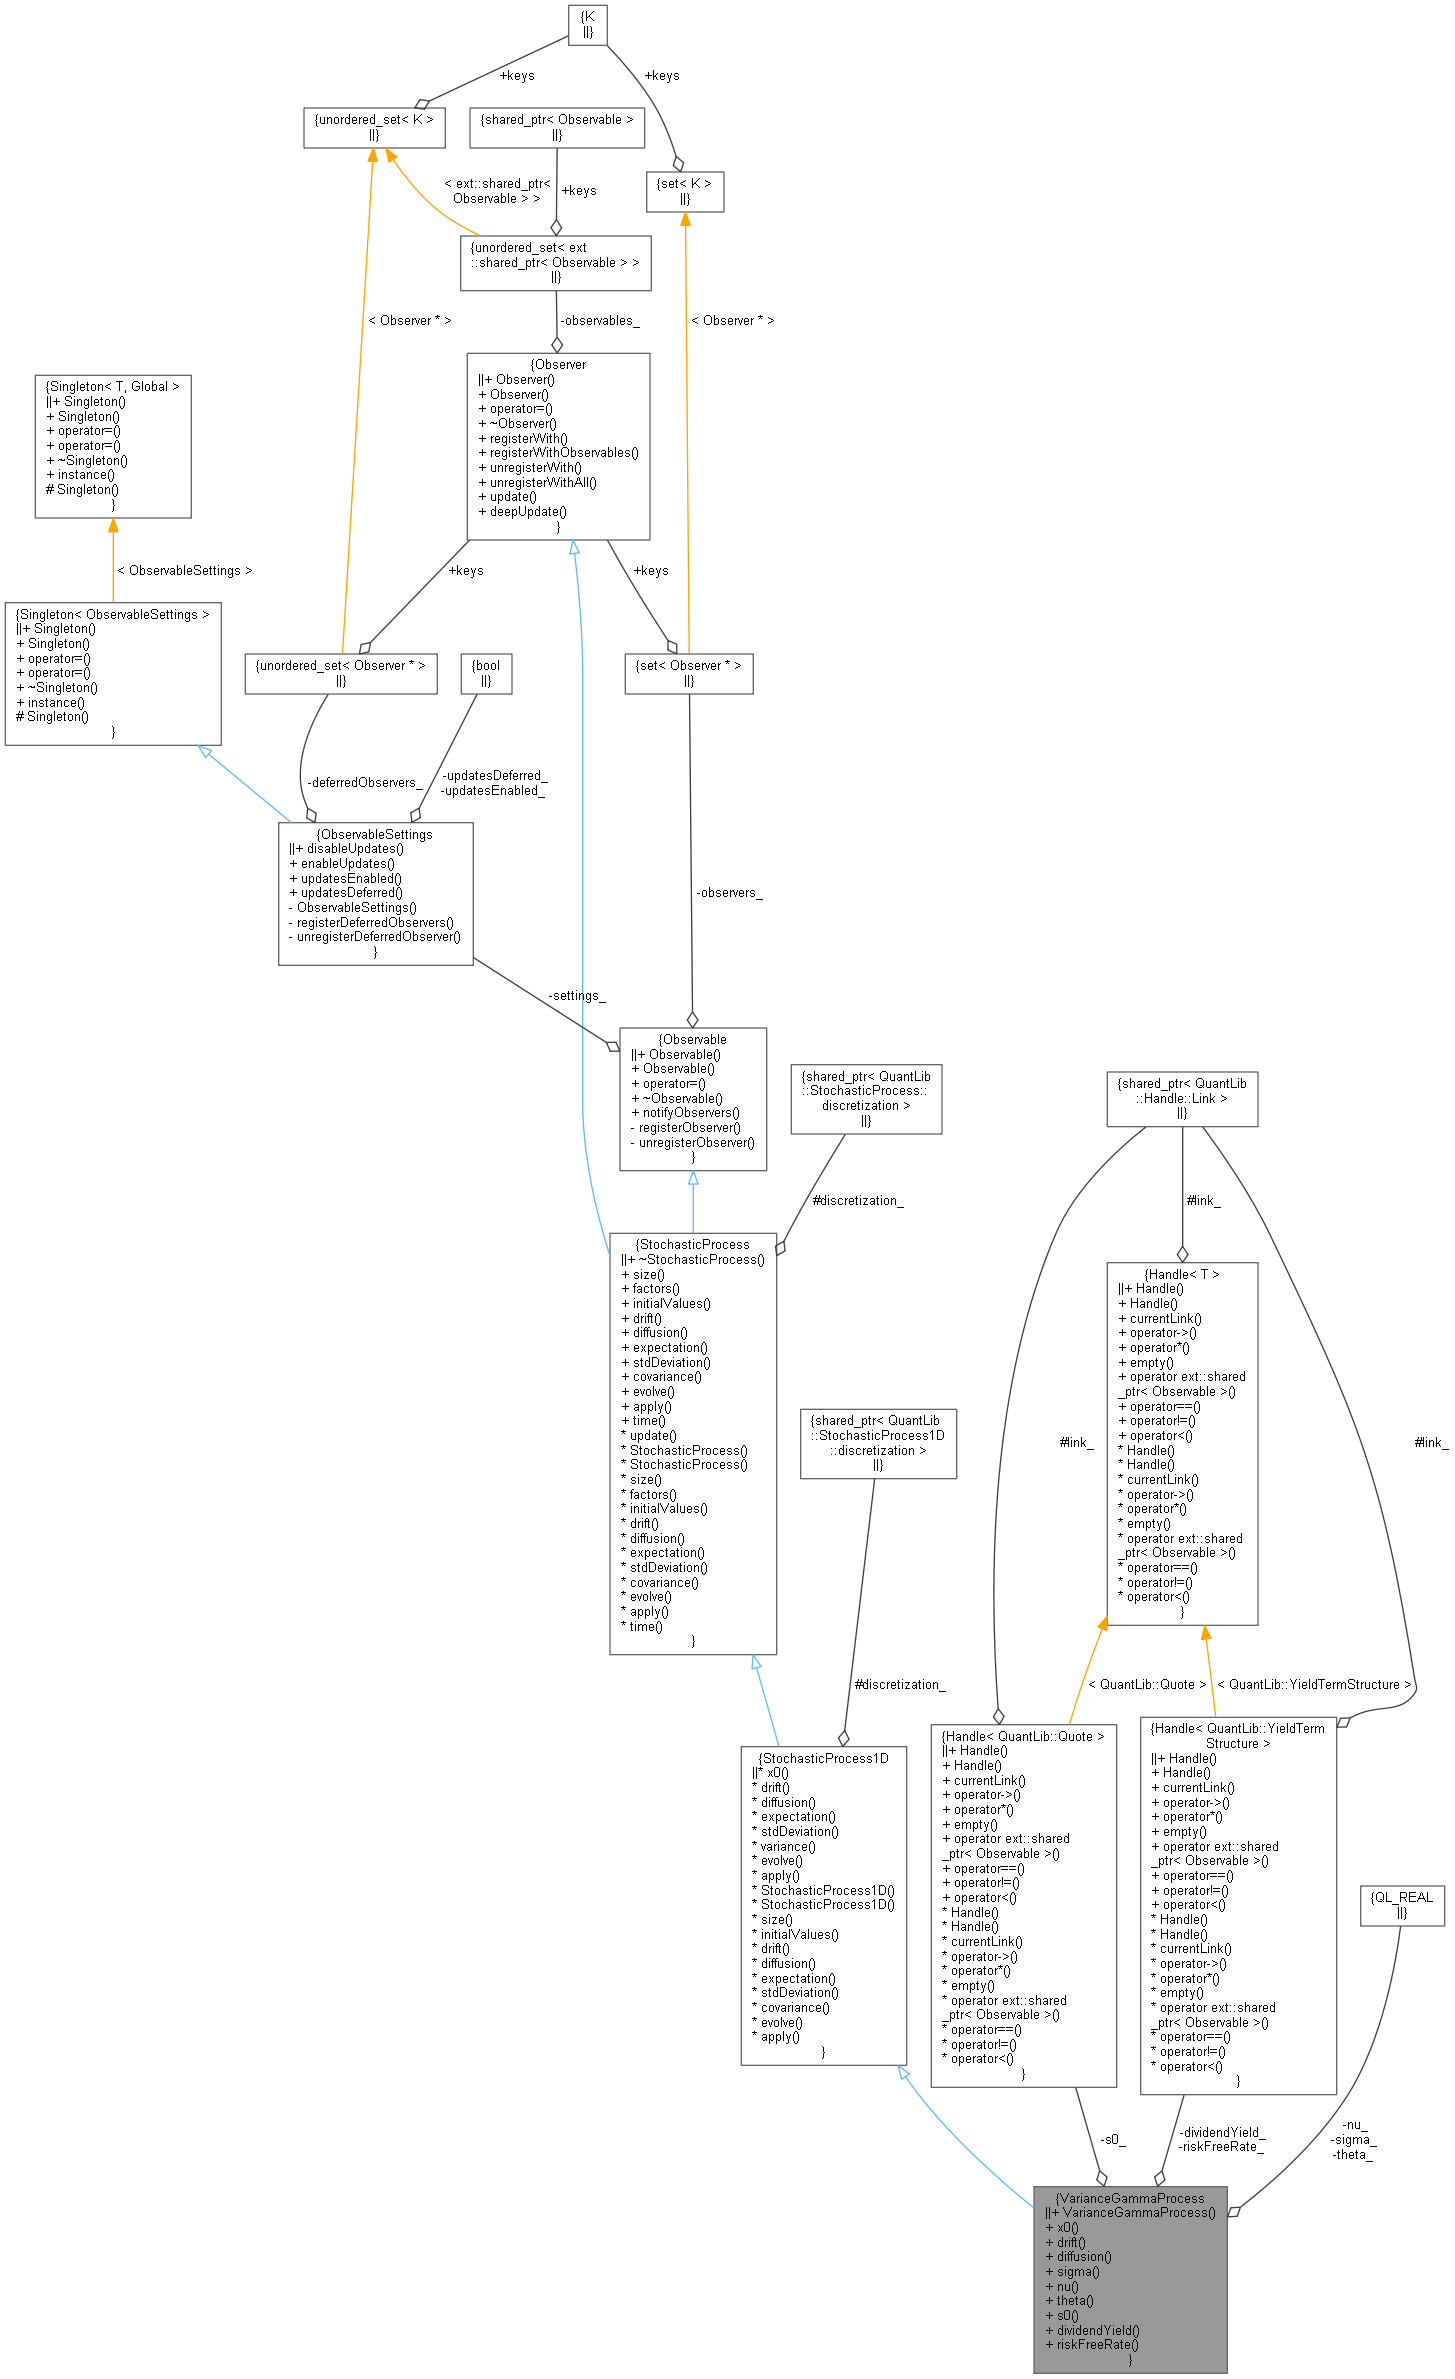 {K
||}
+keys
+keys
{unordered_set< K >
||}
{shared_ptr< Observable >
||}
{set< K >
||}
< ext::shared_ptr<
Observable > >
+keys
{unordered_set< ext
::shared_ptr< Observable > >
||}
< Observer * >
-observables_
< Observer * >
{Observer
||+ Observer()
+ Observer()
+ operator=()
+ ~Observer()
+ registerWith()
+ registerWithObservables()
+ unregisterWith()
+ unregisterWithAll()
+ update()
+ deepUpdate()
}
{Singleton< T, Global >
||+ Singleton()
+ Singleton()
+ operator=()
+ operator=()
+ ~Singleton()
+ instance()
# Singleton()
}
< ObservableSettings >
+keys
+keys
{Singleton< ObservableSettings >
||+ Singleton()
+ Singleton()
+ operator=()
+ operator=()
+ ~Singleton()
+ instance()
# Singleton()
}
{unordered_set< Observer * >
||}
{bool
||}
{set< Observer * >
||}
-deferredObservers_
-updatesDeferred_
-updatesEnabled_
{ObservableSettings
||+ disableUpdates()
+ enableUpdates()
+ updatesEnabled()
+ updatesDeferred()
- ObservableSettings()
- registerDeferredObservers()
- unregisterDeferredObserver()
}
-observers_
-settings_
{Observable
||+ Observable()
+ Observable()
+ operator=()
+ ~Observable()
+ notifyObservers()
- registerObserver()
- unregisterObserver()
}
{shared_ptr< QuantLib
::StochasticProcess::
discretization >
||}
{shared_ptr< QuantLib
::Handle::Link >
||}
#discretization_
#link_
{StochasticProcess
||+ ~StochasticProcess()
+ size()
+ factors()
+ initialValues()
+ drift()
+ diffusion()
+ expectation()
+ stdDeviation()
+ covariance()
+ evolve()
+ apply()
+ time()
* update()
* StochasticProcess()
* StochasticProcess()
* size()
* factors()
* initialValues()
* drift()
* diffusion()
* expectation()
* stdDeviation()
* covariance()
* evolve()
* apply()
* time()
}
{Handle< T >
||+ Handle()
+ Handle()
+ currentLink()
+ operator->()
+ operator*()
+ empty()
+ operator ext::shared
_ptr< Observable >()
+ operator==()
+ operator!=()
+ operator<()
* Handle()
* Handle()
* currentLink()
* operator->()
* operator*()
* empty()
* operator ext::shared
_ptr< Observable >()
* operator==()
* operator!=()
* operator<()
}
{shared_ptr< QuantLib
::StochasticProcess1D
::discretization >
||}
#link_
#link_
#discretization_
< QuantLib::Quote >
< QuantLib::YieldTermStructure >
{StochasticProcess1D
||* x0()
* drift()
* diffusion()
* expectation()
* stdDeviation()
* variance()
* evolve()
* apply()
* StochasticProcess1D()
* StochasticProcess1D()
* size()
* initialValues()
* drift()
* diffusion()
* expectation()
* stdDeviation()
* covariance()
* evolve()
* apply()
}
{Handle< QuantLib::Quote >
||+ Handle()
+ Handle()
+ currentLink()
+ operator->()
+ operator*()
+ empty()
+ operator ext::shared
_ptr< Observable >()
+ operator==()
+ operator!=()
+ operator<()
* Handle()
* Handle()
* currentLink()
* operator->()
* operator*()
* empty()
* operator ext::shared
_ptr< Observable >()
* operator==()
* operator!=()
* operator<()
}
{Handle< QuantLib::YieldTerm
Structure >
||+ Handle()
+ Handle()
+ currentLink()
+ operator->()
+ operator*()
+ empty()
+ operator ext::shared
_ptr< Observable >()
+ operator==()
+ operator!=()
+ operator<()
* Handle()
* Handle()
* currentLink()
* operator->()
* operator*()
* empty()
* operator ext::shared
_ptr< Observable >()
* operator==()
* operator!=()
* operator<()
}
{QL_REAL
||}
-s0_
-dividendYield_
-riskFreeRate_
-nu_
-sigma_
-theta_
{VarianceGammaProcess
||+ VarianceGammaProcess()
+ x0()
+ drift()
+ diffusion()
+ sigma()
+ nu()
+ theta()
+ s0()
+ dividendYield()
+ riskFreeRate()
}